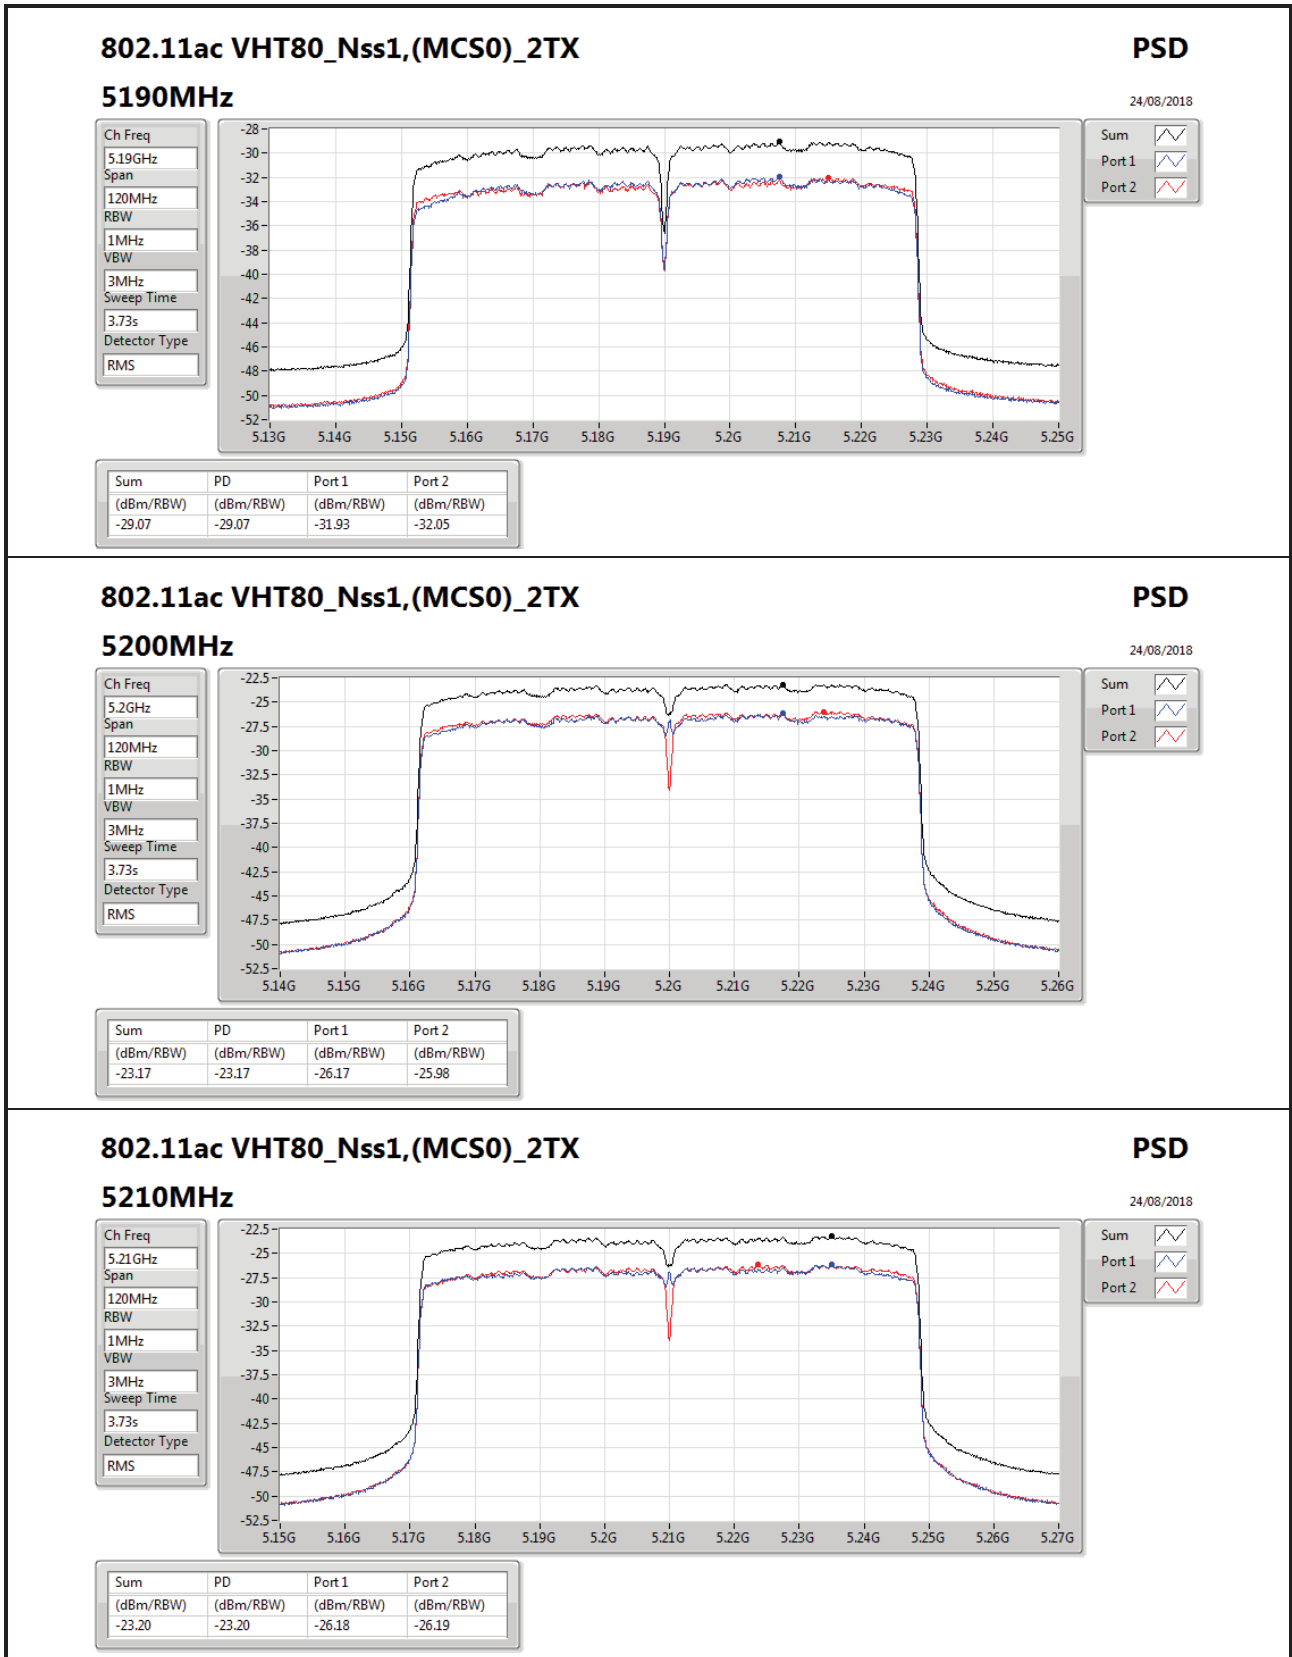 802.11ac VHT80_Nss1,(MCS0)_2TX PSD
5190MHz 24/08/2018
Ch Freq
5.19GHz
Span
120MHz
RBW
1MHz
VBW
3MHz
Sweep Time
3.73s
Detector Type
RMS
-28
-30
-32
-34
-36
-38
-40
-42
-44
-46
-48
-50
-52
5.13G 5.14G 5.15G 5.16G 5.17G 5.18G 5.19G 5.2G 5.21G 5.22G 5.23G 5.24G 5.25G
Sum
Port 1
Port 2
Sum PD Port 1 Port 2
(dBm/RBW) (dBm/RBW) (dBm/RBW) (dBm/RBW)
-29.07 -29.07 -31.93 -32.05
802.11ac VHT80_Nss1,(MCS0)_2TX PSD
5200MHz 24/08/2018
Ch Freq
5.2GHz
Span
120MHz
RBW
1MHz
VBW
3MHz
Sweep Time
3.73s
Detector Type
RMS
-22.5
-25
-27.5
-30
-32.5
-35
-37.5
-40
-42.5
-45
-47.5
-50
-52.5
5.14G 5.15G 5.16G 5.17G 5.18G 5.19G 5.2G 5.21G 5.22G 5.23G 5.24G 5.25G 5.26G
Sum
Port 1
Port 2
Sum PD Port 1 Port 2
(dBm/RBW) (dBm/RBW) (dBm/RBW) (dBm/RBW)
-23.17 -23.17 -26.17 -25.98
802.11ac VHT80_Nss1,(MCS0)_2TX PSD
5210MHz 24/08/2018
Ch Freq
5.21GHz
Span
120MHz
RBW
1MHz
VBW
3MHz
Sweep Time
3.73s
Detector Type
RMS
-22.5
-25
-27.5
-30
-32.5
-35
-37.5
-40
-42.5
-45
-47.5
-50
-52.5
5.15G 5.16G 5.17G 5.18G 5.19G 5.2G 5.21G 5.22G 5.23G 5.24G 5.25G 5.26G 5.27G
Sum
Port 1
Port 2
Sum PD Port 1 Port 2
(dBm/RBW) (dBm/RBW) (dBm/RBW) (dBm/RBW)
-23.20 -23.20 -26.18 -26.19